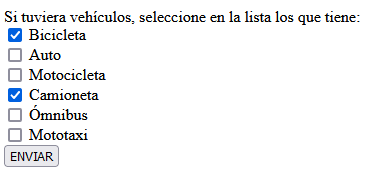 Si tuviera vehículos, seleccione en la lista los que tiene:
Bicicleta
Auto
Motocicleta
Camioneta
Ómnibus
Mototaxi
ENVIAR